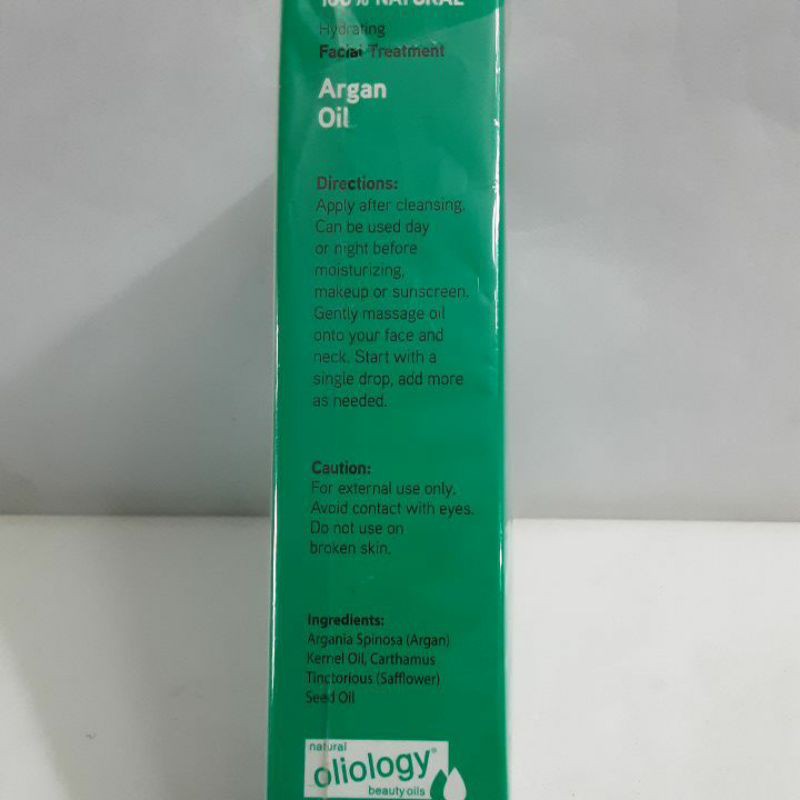 100% NATURAL
Hydrating
Facial Treatment
Argan
Oil
Directions:
Apply after cleansing.
Can be used day
or night before
moisturizing,
makeup or sunscreen.
Gently massage oil
onto your face and
neck. Start with a
single drop, add more
as needed.
Caution:
For external use only.
Avoid contact with eyes.
Do not use on
broken skin.
Ingredients:
Argania Spinosa (Argan)
Kernel Oil, Carthamus
Tinctorious (Safflower)
Seed Oil
natural
oliology®
beauty oils